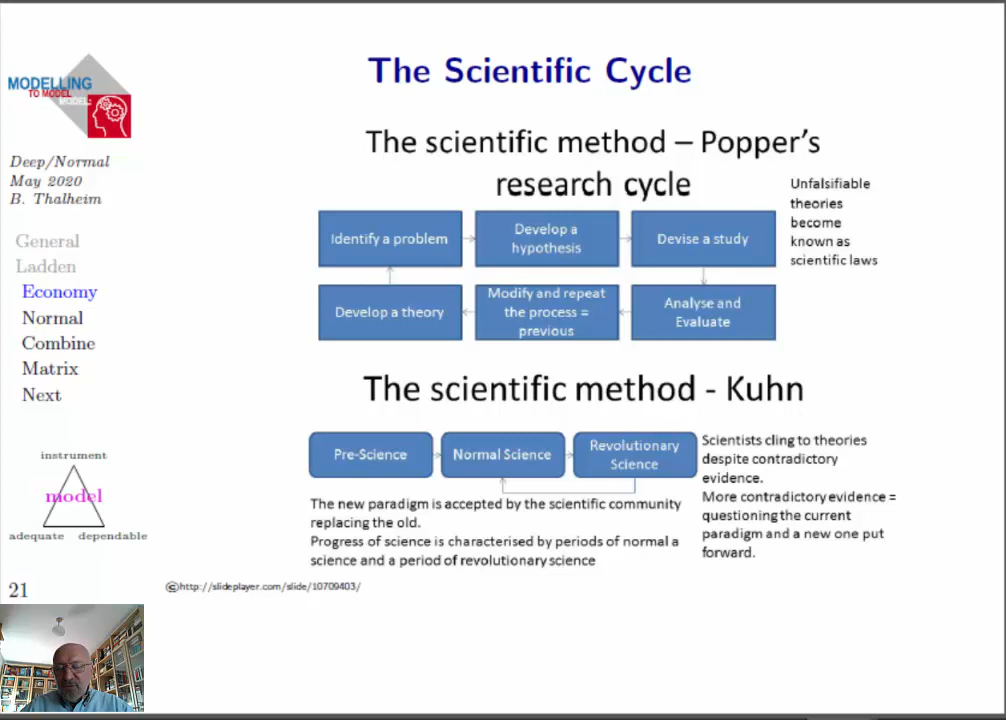 The Scientific Cycle
MODELLING
TO MODEL
MODEL:
Deep/Normal
May 2020
B. Thalheim
General
Ladden
Economy
Normal
Combine
Matrix
Next
instrument
model
adequate dependable
21
The scientific method – Popper's
research cycle
Identify a problem
Develop a
hypothesis
Devise a study
Unfalsifiable
theories
become
known as
scientific laws
Develop a theory
Modify and repeat
the process =
previous
Analyse and
Evaluate
The scientific method - Kuhn
Pre-Science
Normal Science
Revolutionary
Science
Scientists cling to theories
despite contradictory
evidence.
More contradictory evidence =
questioning the current
paradigm and a new one put
forward.
The new paradigm is accepted by the scientific community
replacing the old.
Progress of science is characterised by periods of normal a
science and a period of revolutionary science
©http://slideplayer.com/slide/10709403/